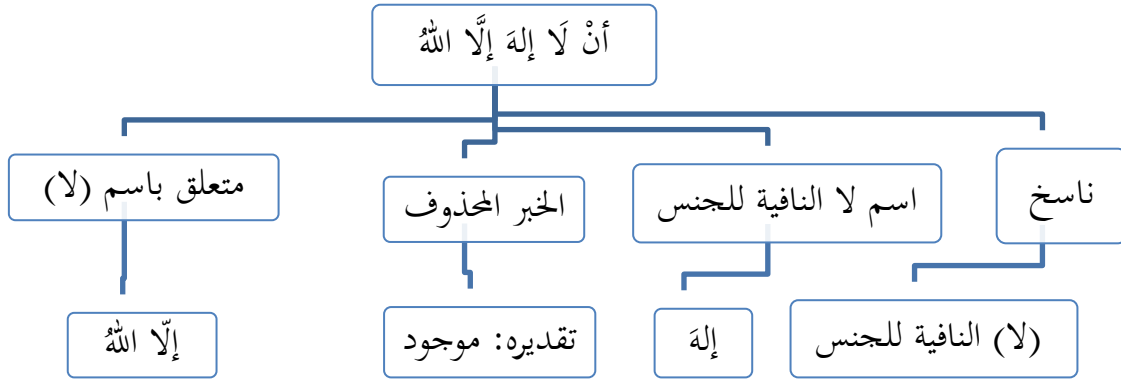 أنْ لَا إلهَ إلَّا اللهُ
ناسخ
اسم لا النافية للجنس
الخبر المحذوف
متعلق باسم (لا)
(لا) النافية للجنس
إلهَ
تقديره: موجود
إلّا اللهُ